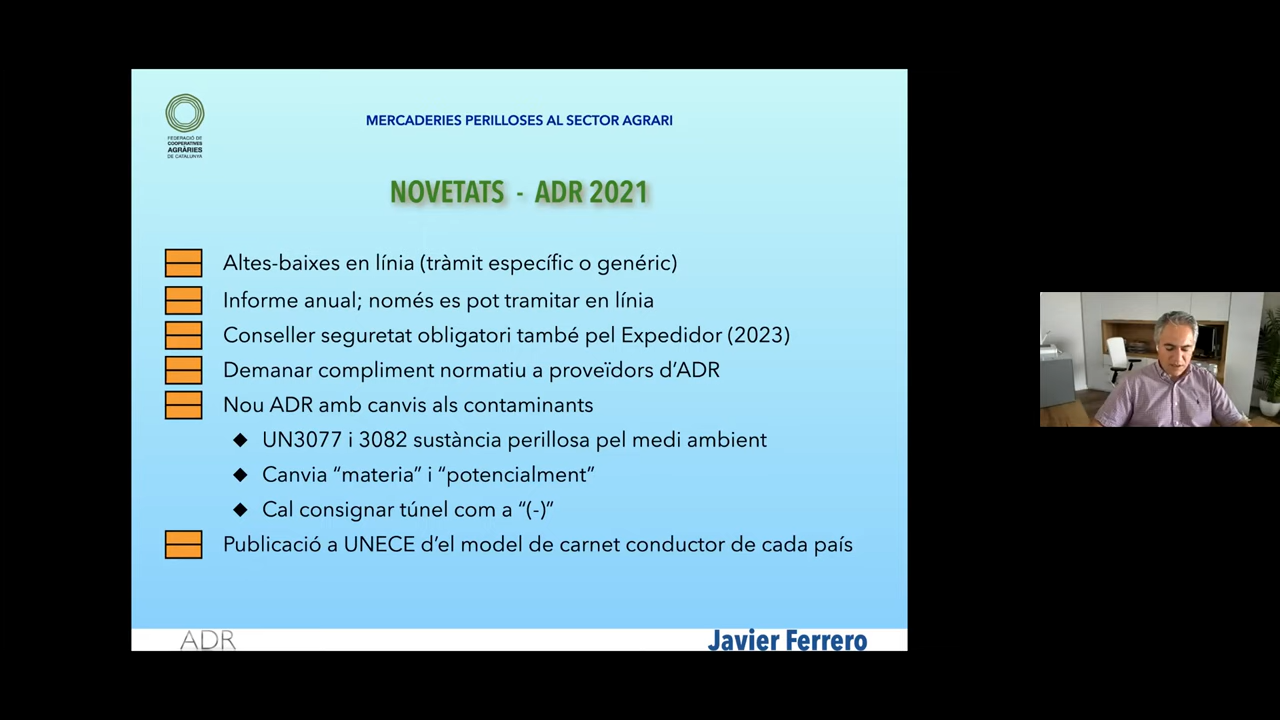 FEDERACIÓ DE
COOPERATIVES
AGRÀRIES
DE CATALUNYA
MERCADERIES PERILLOSES AL SECTOR AGRARI
NOVETATS - ADR 2021
Altes-baixes en línia (tràmit específic o genéric)
Informe anual; només es pot tramitar en línia
Conseller seguretat obligatori també pel Expedidor (2023)
Demanar compliment normatiu a proveïdors d’ADR
Nou ADR amb canvis als contaminants
UN3077 i 3082 sustància perillosa pel medi ambient
Canvia “materia” i “potencialment”
Cal consignar túnel com a “(-)”
Publicació a UNECE d’el model de carnet conductor de cada país
ADR
Javier Ferrero